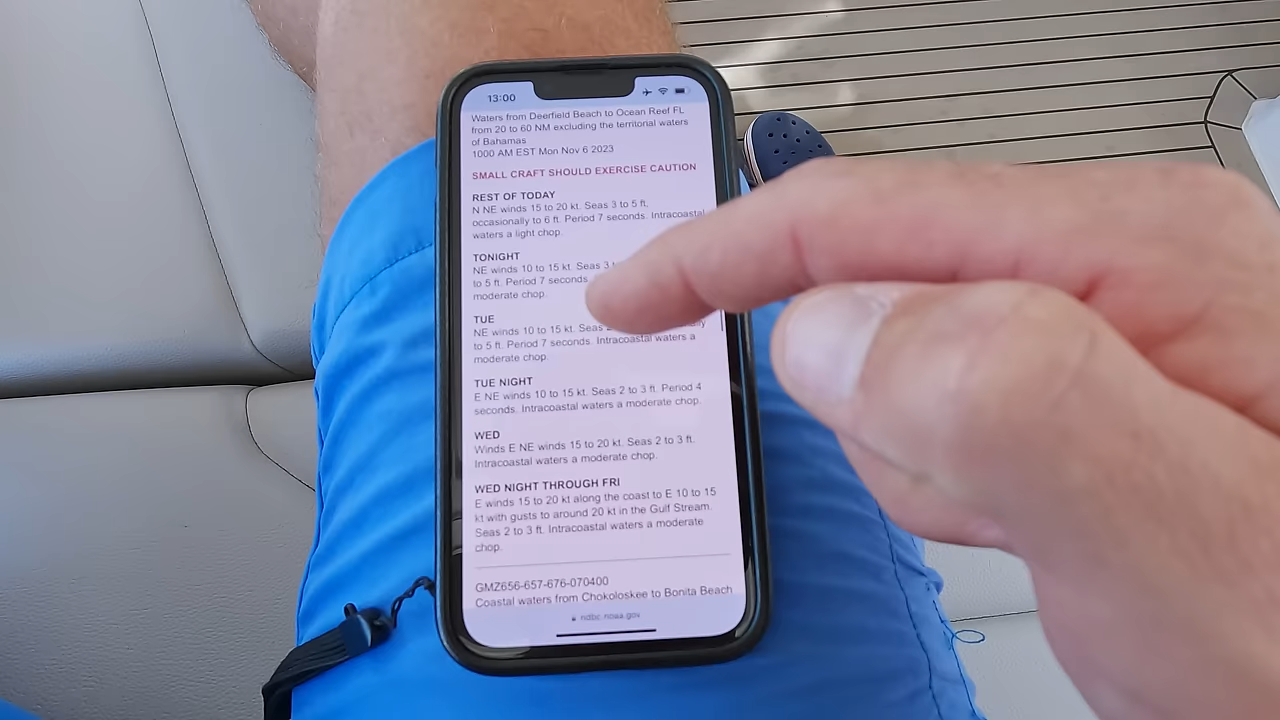 13:00
Waters from Deerfield Beach to Ocean Reef FL
from 20 to 60 NM excluding the territorial waters
of Bahamas
1000 AM EST Mon Nov 6 2023
SMALL CRAFT SHOULD EXERCISE CAUTION
REST OF TODAY
N NE winds 15 to 20 kt. Seas 3 to 5 ft,
occasionally to 6 ft. Period 7 seconds. Intracoastal
waters a light chop.
TONIGHT
NE winds 10 to 15 kt. Seas 3
to 5 ft. Period 7 seconds.
moderate chop.
TUE
NE winds 10 to 15 kt. Seas
to 5 ft. Period 7 seconds. Intracoastal waters a
moderate chop.
TUE NIGHT
E NE winds 10 to 15 kt. Seas 2 to 3 ft. Period 4
seconds. Intracoastal waters a moderate chop.
WED
Winds E NE winds 15 to 20 kt. Seas 2 to 3 ft.
Intracoastal waters a moderate chop.
WED NIGHT THROUGH FRI
E winds 15 to 20 kt along the coast to E 10 to 15
kt with gusts to around 20 kt in the Gulf Stream.
Seas 2 to 3 ft. Intracoastal waters a moderate
chop.
GMZ656-657-676-070400
Coastal waters from Chokoloskee to Bonita Beach
ndbc.noaa.gov